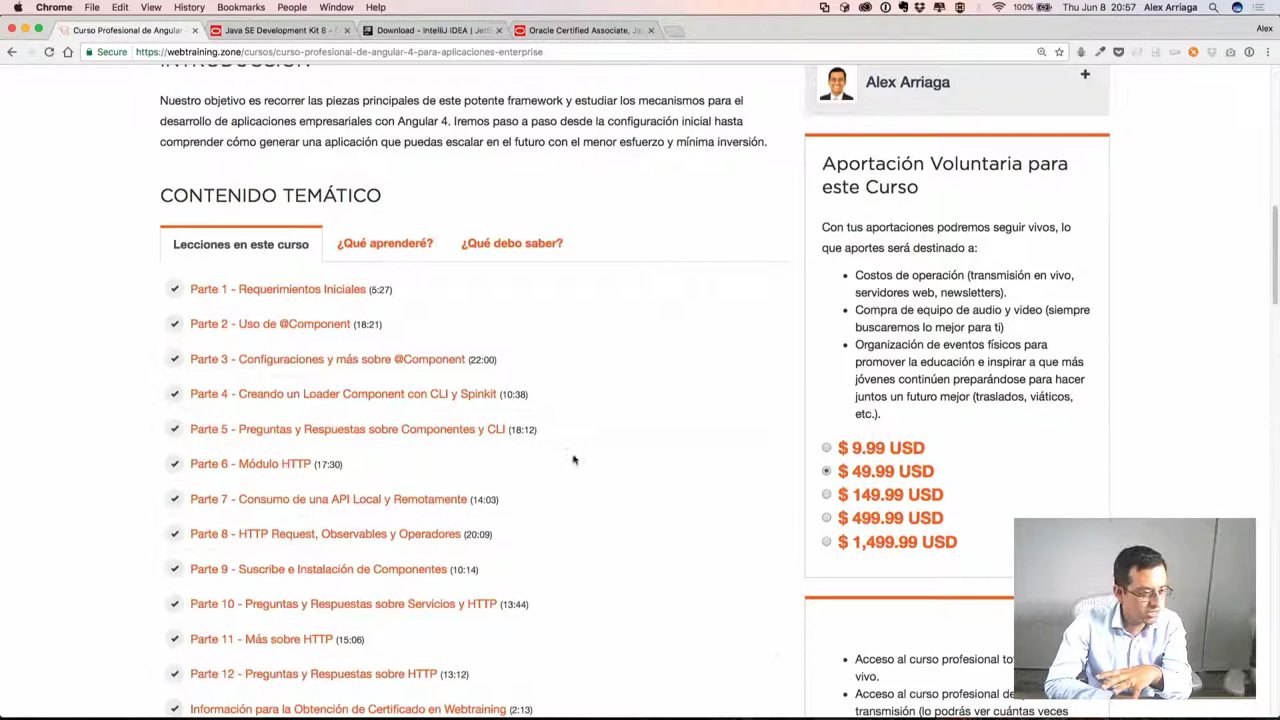 Chrome File Edit View History Bookmarks People Window Help
100% Thu Jun 8 20:57 Alex Arriaga
Curso Profesional de Angular
Java SE Development Kit 8 -
Download - IntelliJ IDEA | JetB
Oracle Certified Associate, Ja
Alex
Secure https://webtraining.zone/cursos/curso-profesional-de-angular-4-para-aplicaciones-enterprise
INTRODUCCIÓN
Nuestro objetivo es recorrer las piezas principales de este potente framework y estudiar los mecanismos para el
desarrollo de aplicaciones empresariales con Angular 4. Iremos paso a paso desde la configuración inicial hasta
comprender cómo generar una aplicación que puedas escalar en el futuro con el menor esfuerzo y mínima inversión.
CONTENIDO TEMÁTICO
Lecciones en este curso ¿Qué aprenderé? ¿Qué debo saber?
Parte 1 - Requerimientos Iniciales (5:27)
Parte 2 - Uso de @Component (18:21)
Parte 3 - Configuraciones y más sobre @Component (22:00)
Parte 4 - Creando un Loader Component con CLI y Spinkit (10:38)
Parte 5 - Preguntas y Respuestas sobre Componentes y CLI (18:12)
Parte 6 - Módulo HTTP (17:30)
Parte 7 - Consumo de una API Local y Remotamente (14:03)
Parte 8 - HTTP Request, Observables y Operadores (20:09)
Parte 9 - Suscribe e Instalación de Componentes (10:14)
Parte 10 - Preguntas y Respuestas sobre Servicios y HTTP (13:44)
Parte 11 - Más sobre HTTP (15:06)
Parte 12 - Preguntas y Respuestas sobre HTTP (13:12)
Información para la Obtención de Certificado en Webtraining (2:13)
Alex Arriaga
+
Aportación Voluntaria para
este Curso
Con tus aportaciones podremos seguir vivos, lo
que aportes será destinado a:
Costos de operación (transmisión en vivo,
servidores web, newsletters).
Compra de equipo de audio y video (siempre
buscaremos lo mejor para ti)
Organización de eventos físicos para
promover la educación e inspirar a que más
jóvenes continúen preparándose para hacer
juntos un futuro mejor (traslados, viáticos,
etc.).
$ 9.99 USD
$ 49.99 USD
$ 149.99 USD
$ 499.99 USD
$ 1,499.99 USD
Acceso al curso profesional
vivo.
Acceso al curso profesional
transmisión (lo podrás ver cuántas veces